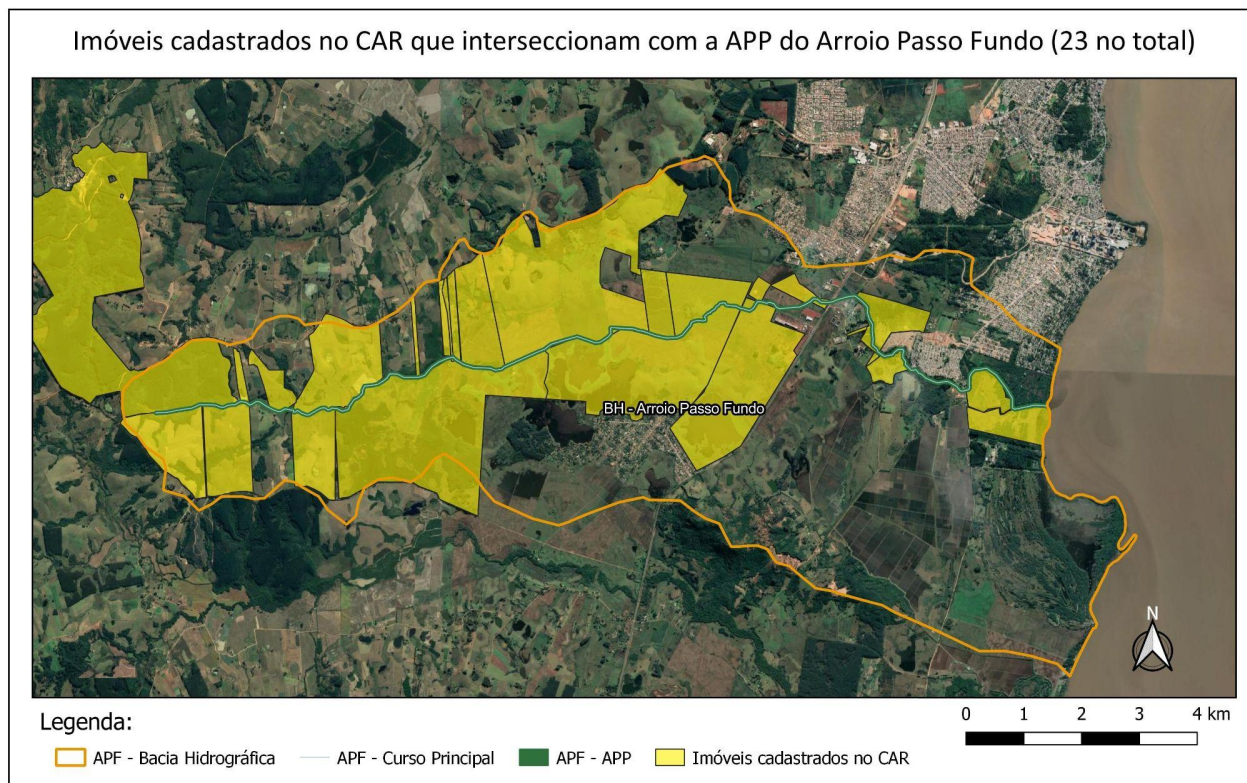 Imóveis cadastrados no CAR que interseccionam com a APP do Arroio Passo Fundo (23 no total)
BH - Arroio Passo Fundo
N
Legenda:
0 1 2 3 4 km
APF - Bacia Hidrográfica APF - Curso Principal APF - APP Imóveis cadastrados no CAR